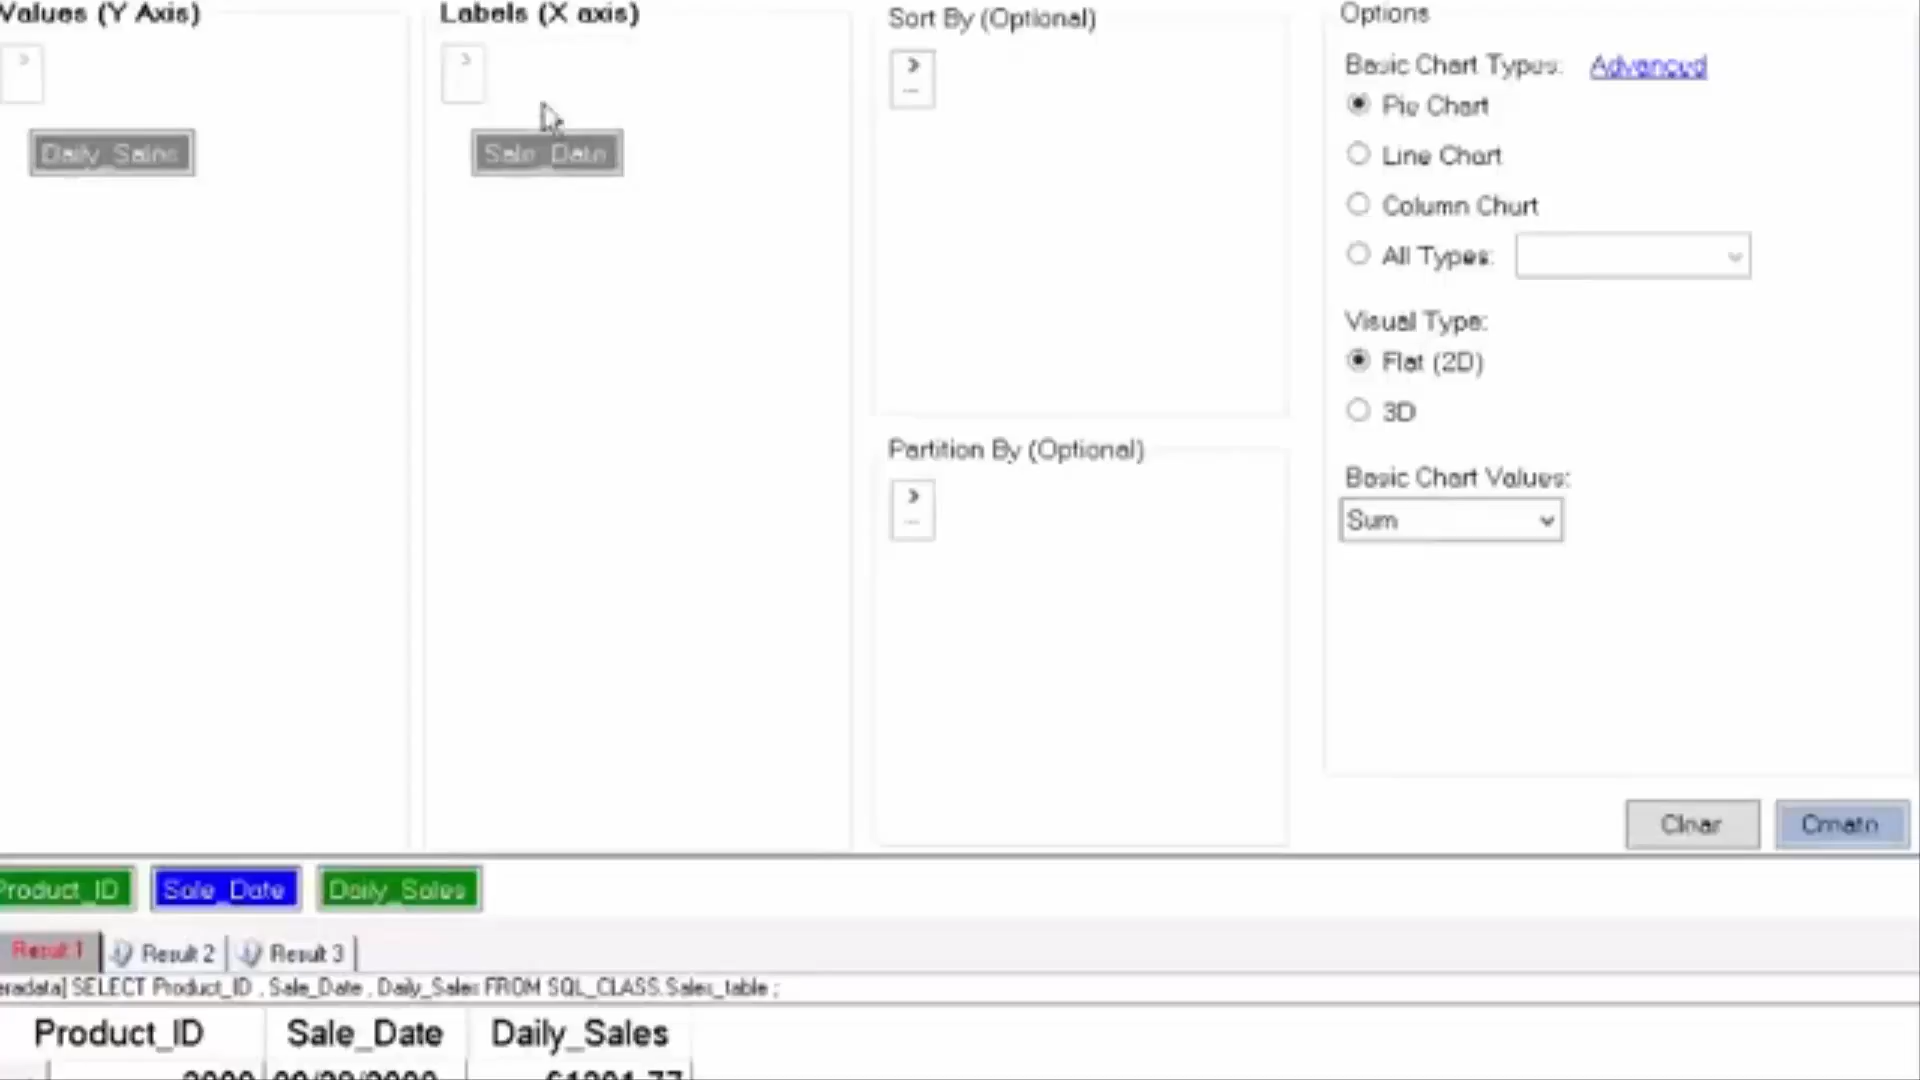 Values (Y Axis)
Labels (X axis)
Sort By (Optional)
Options
>
>
>
...
Basic Chart Types: Advanced
Pie Chart
Daily_Sales
Sale_Date
Line Chart
Column Chart
All Types:
Visual Type:
Flat (2D)
3D
Partition By (Optional)
>
...
Basic Chart Values:
Sum
Clear
Create
Product_ID
Sale_Date
Daily_Sales
Result 1
Result 2
Result 3
eradata] SELECT Product_ID , Sale_Date , Daily_Sales FROM SQL_CLASS.Sales_table ;
Product_ID
Sale_Date
Daily_Sales